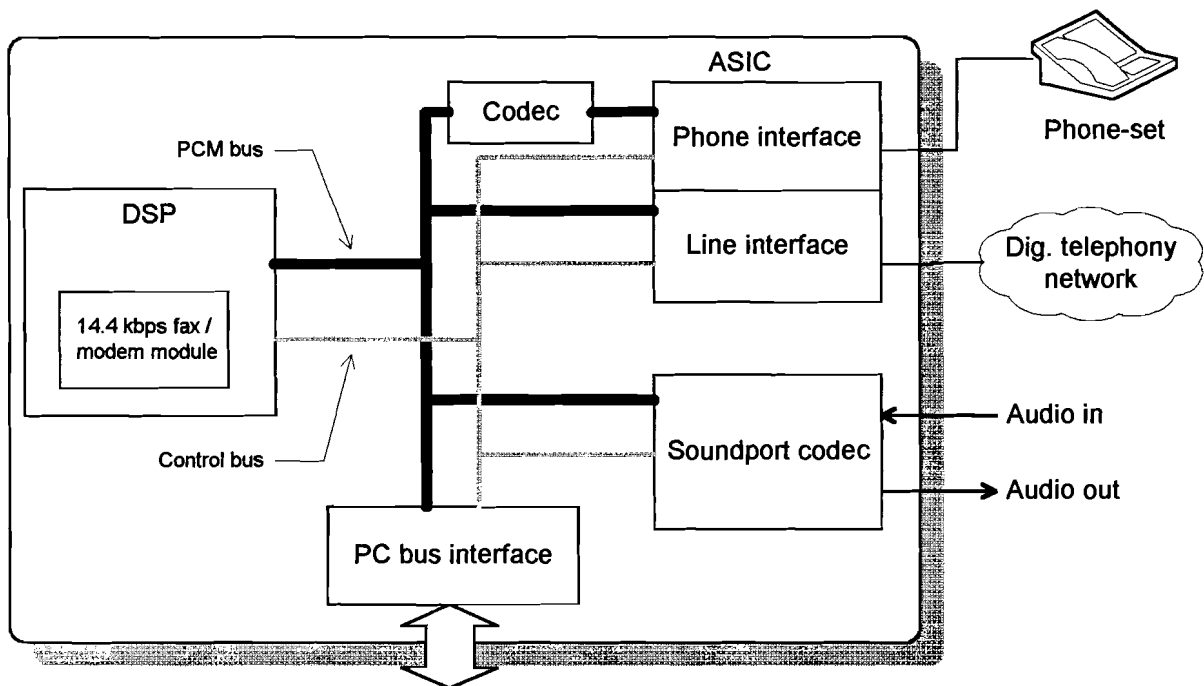 ASIC
Codec
Phone interface
Phone-set
PCM bus
DSP
Line interface
Dig. telephony
network
14.4 kbps fax /
modem module
Control bus
Soundport codec
Audio in
Audio out
PC bus interface